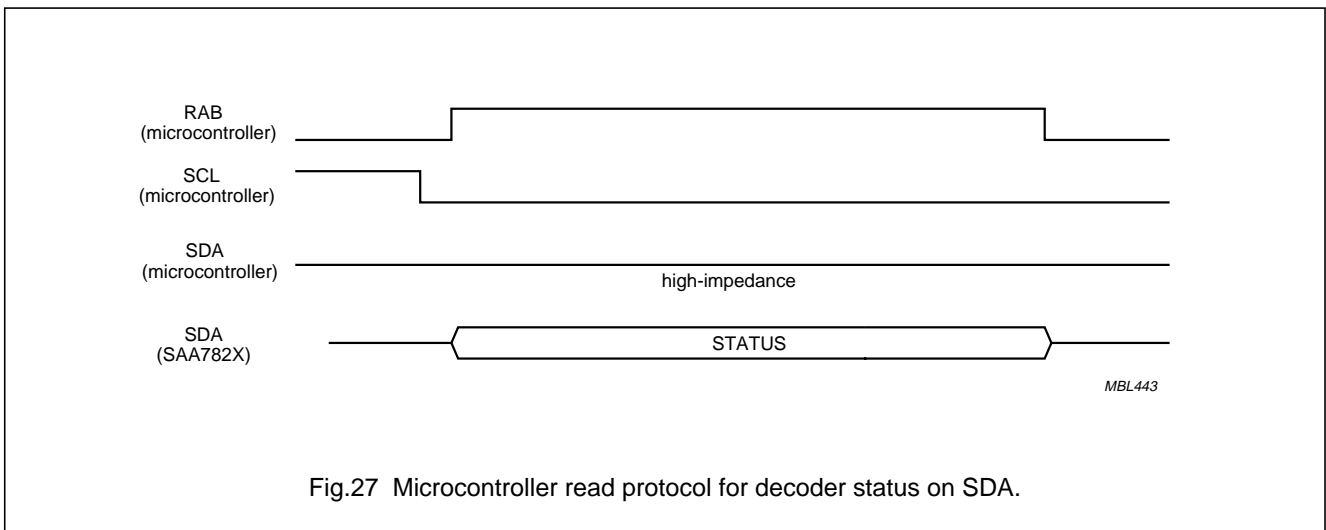 RAB
(microcontroller)
SCL
(microcontroller)
SDA
(microcontroller)
high-impedance
SDA
(SAA782X)
STATUS
MBL443
Fig.27 Microcontroller read protocol for decoder status on SDA.